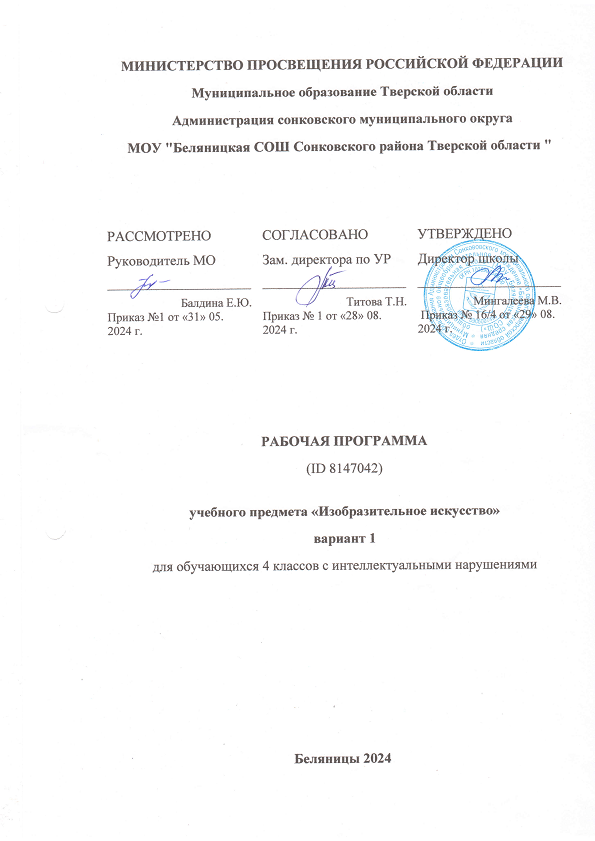 МИНИСТЕРСТВО ПРОСВЕЩЕНИЯ РОССИЙСКОЙ ФЕДЕРАЦИИ
Муниципальное образование Тверской области
Администрация сонковского муниципального округа
МОУ "Беляницкая СОШ Сонковского района Тверской области "
РАССМОТРЕНО
Руководитель МО
Балдина Е.Ю.
Приказ №1 от «31» 05.
2024 г.
СОГЛАСОВАНО
Зам. директора по УР
Титова Т.Н.
Приказ № 1 от «28» 08.
2024 г.
УТВЕРЖДЕНО
Директор школы
Мингалеева М.В.
Приказ № 16/4 от «29» 08.
2024 г.
РАБОЧАЯ ПРОГРАММА
(ID 8147042)
учебного предмета «Изобразительное искусство»
вариант 1
для обучающихся 4 классов с интеллектуальными нарушениями
Беляницы 2024